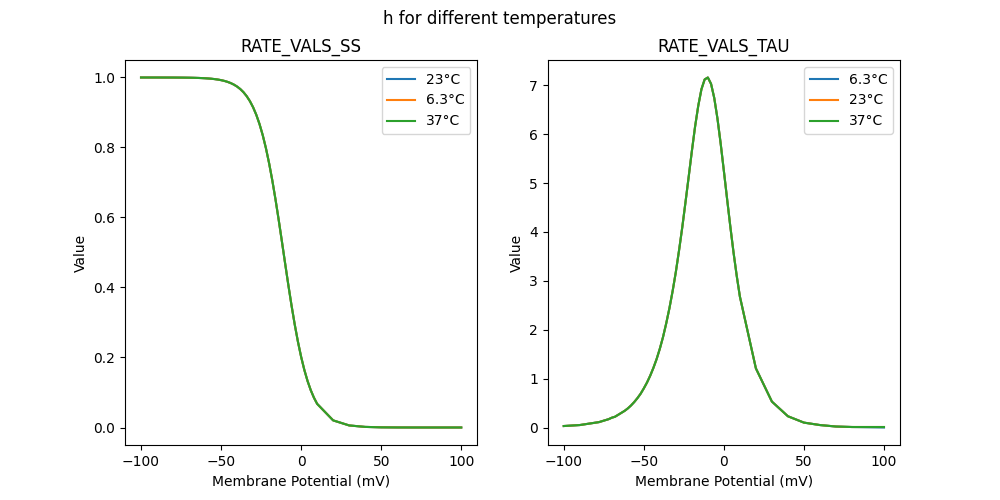 h for different temperatures
RATE_VALS_SS
1.0
0.8
0.6
0.4
0.2
0.0
Value
−100
−50
0
50
100
Membrane Potential (mV)
23°C
6.3°C
37°C
RATE_VALS_TAU
7
6
5
4
3
2
1
0
Value
−100
−50
0
50
100
Membrane Potential (mV)
6.3°C
23°C
37°C